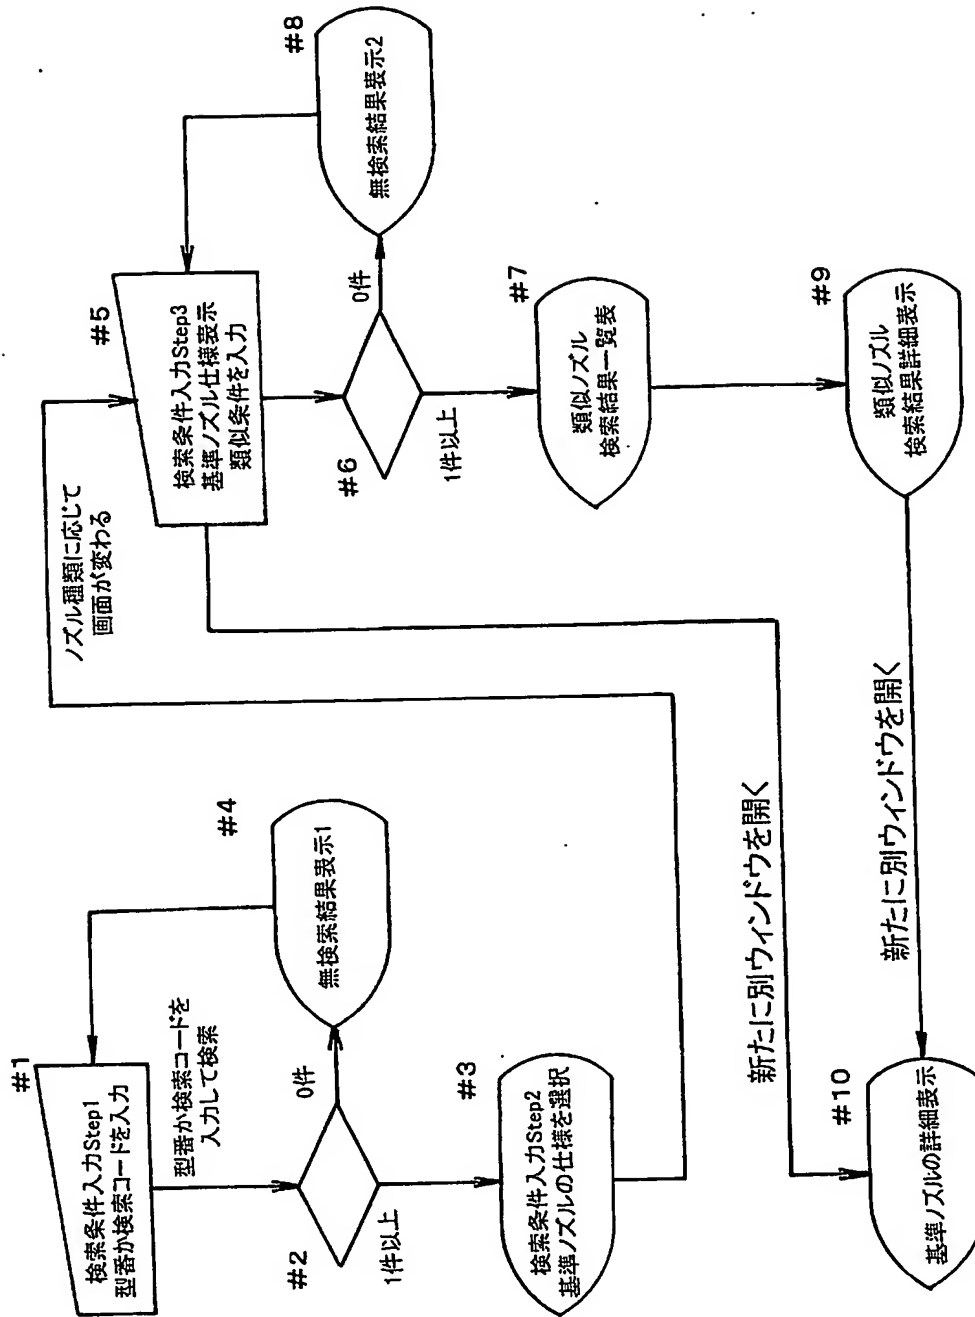 #1
検索条件入力Step1
型番か検索コードを入力
型番か検索コードを
入力して検索
#2
0件
1件以上
#4
無検索結果表示1
#3
検索条件入力Step2
基準ノズルの仕様を選択
ノズル種類に応じて
画面が変わる
#5
検索条件入力Step3
基準ノズル仕様表示
類似条件を入力
#6
0件
1件以上
#8
無検索結果表示2
#7
類似ノズル
検索結果一覧表
#9
類似ノズル
検索結果詳細表示
新たに別ウィンドウを開く
新たに別ウィンドウを開く
#10
基準ノズルの詳細表示